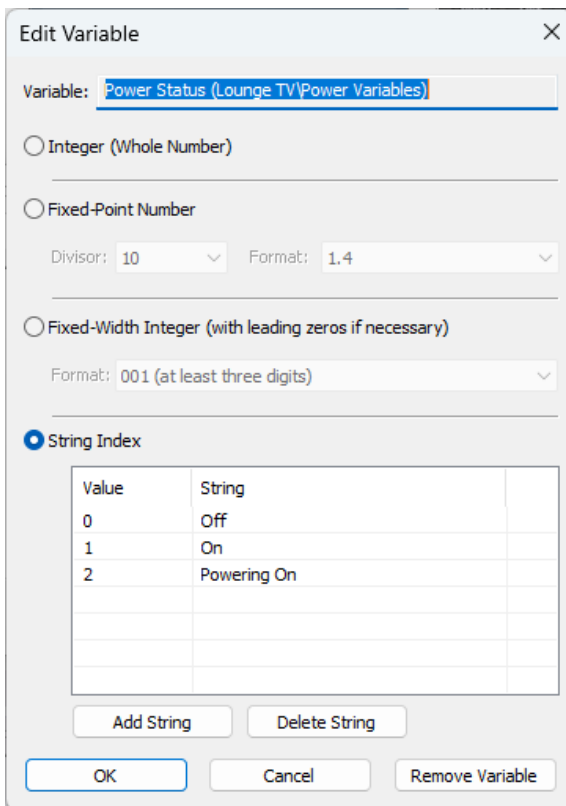 Edit Variable
Variable: Power Status (Lounge TV\Power Variables)
Integer (Whole Number)
Fixed-Point Number
Divisor: 10 Format: 1.4
Fixed-Width Integer (with leading zeros if necessary)
Format: 001 (at least three digits)
String Index
Value String
0 Off
1 On
2 Powering On
Add String Delete String
OK Cancel Remove Variable